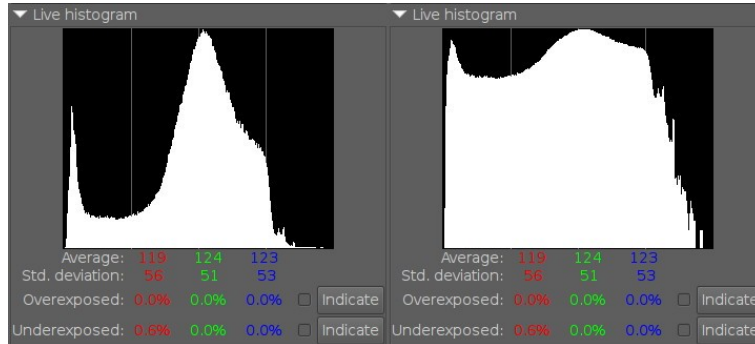 Live histogram
Average: 119 124 123
Std. deviation: 56 51 53
Overexposed: 0.0% 0.0% 0.0% Indicate
Underexposed: 0.6% 0.0% 0.0% Indicate
Live histogram
Average: 119 124 123
Std. deviation: 56 51 53
Overexposed: 0.0% 0.0% 0.0% Indicate
Underexposed: 0.6% 0.0% 0.0% Indicate